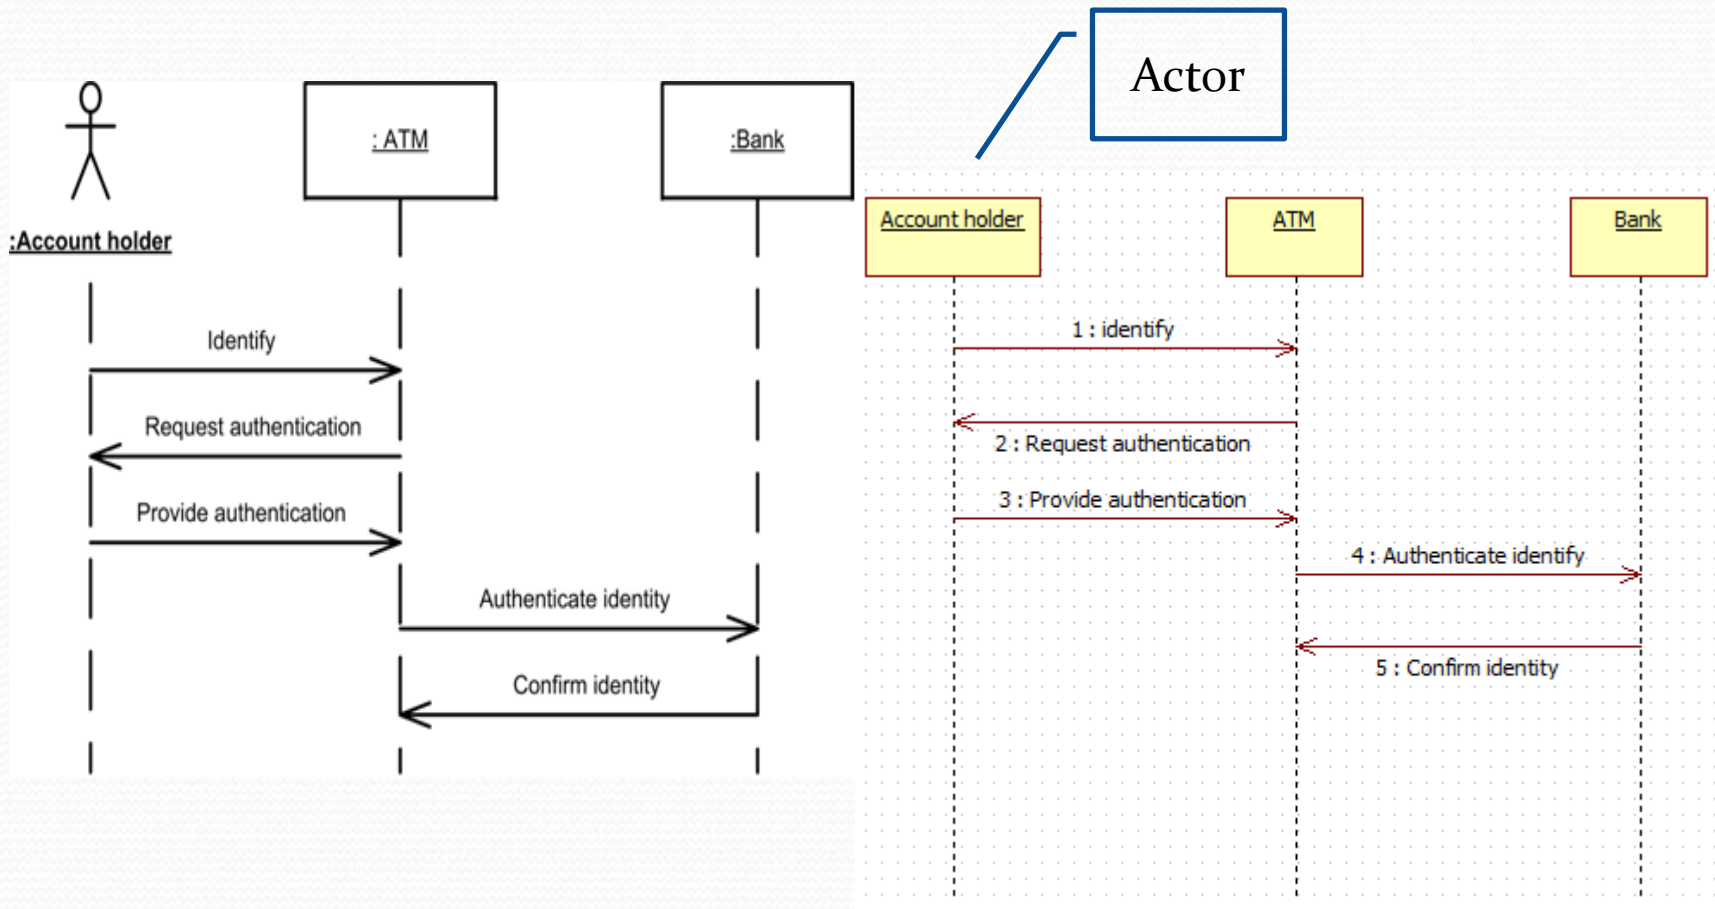 Actor
: ATM
:Bank
:Account holder
Identify
Request authentication
Provide authentication
Authenticate identity
Confirm identity
Account holder
ATM
Bank
1 : identify
2 : Request authentication
3 : Provide authentication
4 : Authenticate identify
5 : Confirm identity